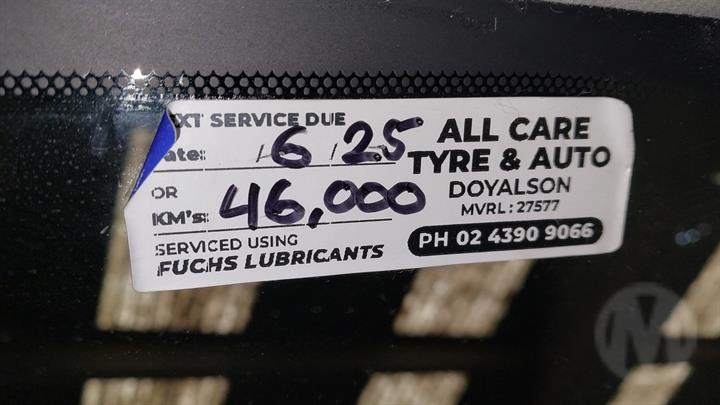 EXT SERVICE DUE
ate: / 6 / 25
OR
KM's: 46,000
SERVICED USING
FUCHS LUBRICANTS
ALL CARE
TYRE & AUTO
DOYALSON
MVRL : 27577
PH 02 4390 9066